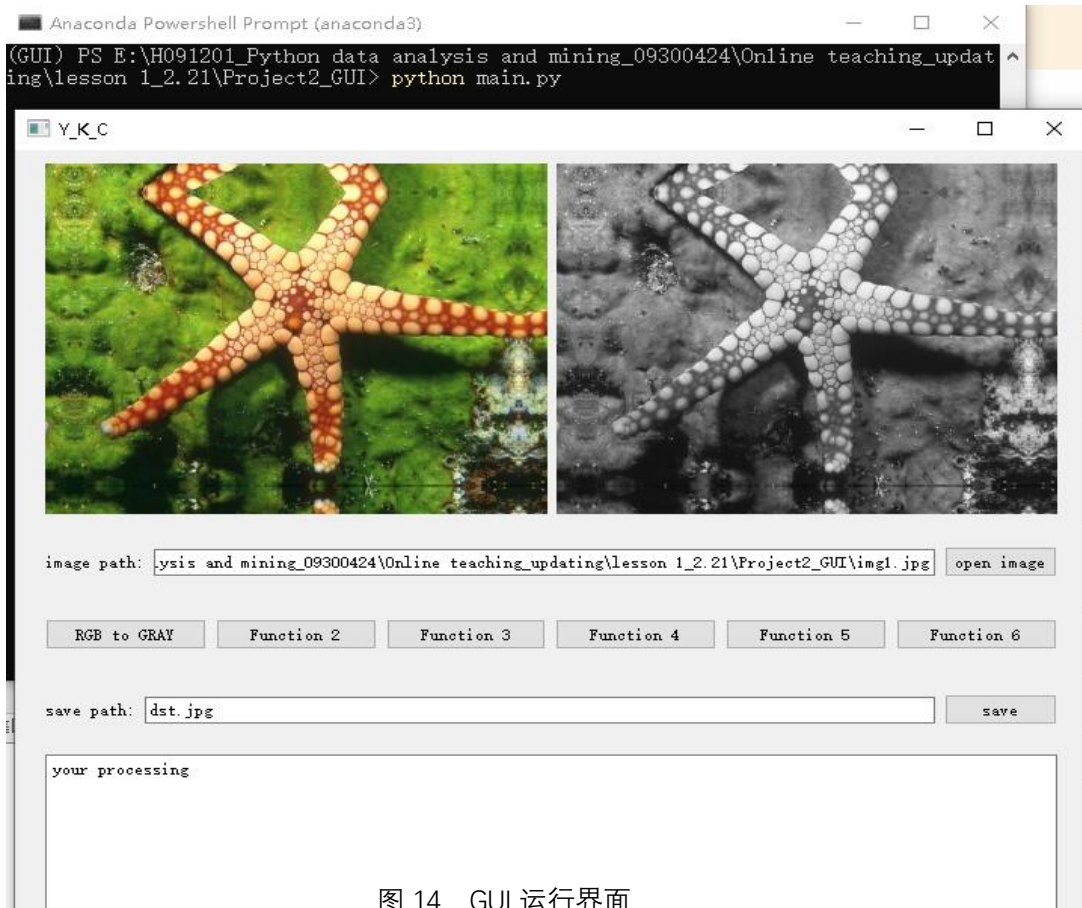 Anaconda Powershell Prompt (anaconda3)
(GUI) PS E:\H091201_Python data analysis and mining_09300424\Online teaching_updat
ing\lesson 1_2.21\Project2_GUI> python main.py
Y_K_C
image path: .ysis and mining_09300424\Online teaching_updating\lesson 1_2.21\Project2_GUI\img1.jpg open image
RGB to GRAY Function 2 Function 3 Function 4 Function 5 Function 6
save path: dst.jpg save
your processing
图 14 GUI 运行界面